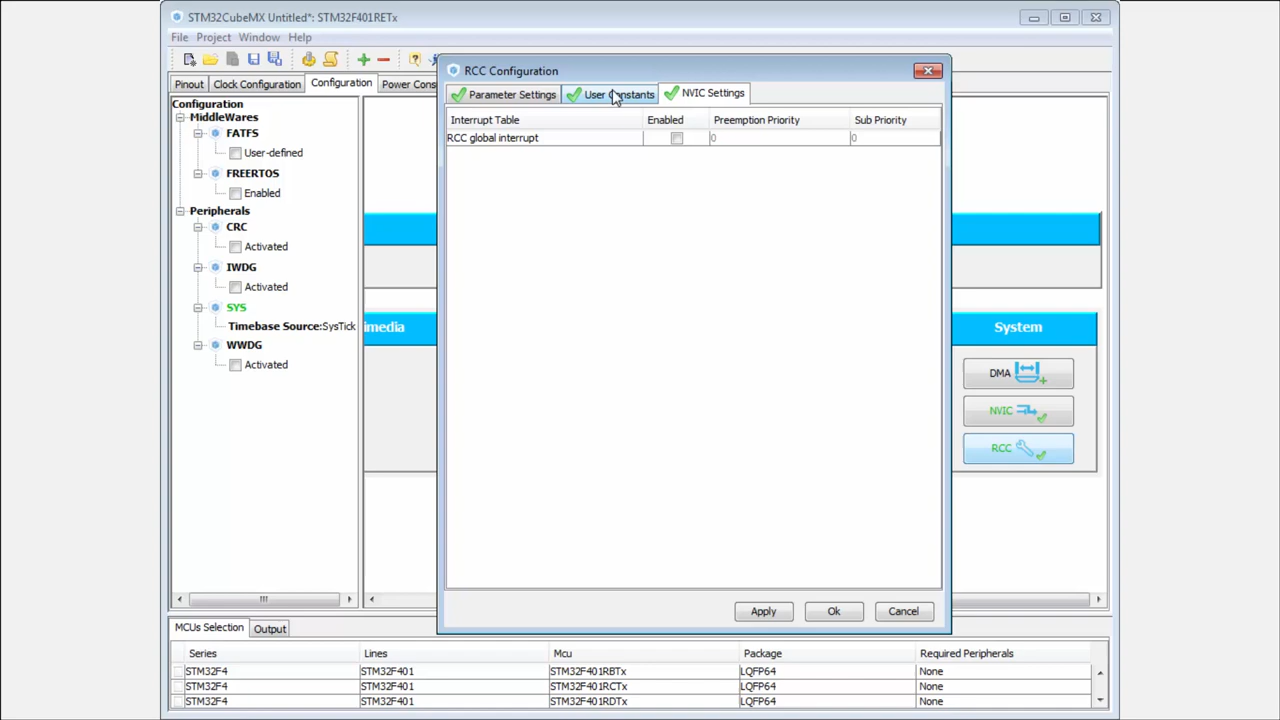 STM32CubeMX Untitled*: STM32F401RETx
File Project Window Help
RCC Configuration
Pinout Clock Configuration Configuration Power Cons
Parameter Settings User Constants NVIC Settings
Configuration
MiddleWares
FATFS
User-defined
FREERTOS
Enabled
Peripherals
CRC
Activated
IWDG
Activated
SYS
Timebase Source:SysTick
WWDG
Activated
Interrupt Table Enabled Preemption Priority Sub Priority
RCC global interrupt 0 0
imedia
System
DMA
NVIC
RCC
Apply Ok Cancel
MCUs Selection Output
Series Lines Mcu Package Required Peripherals
STM32F4 STM32F401 STM32F401RBTx LQFP64 None
STM32F4 STM32F401 STM32F401RCTx LQFP64 None
STM32F4 STM32F401 STM32F401RDTx LQFP64 None